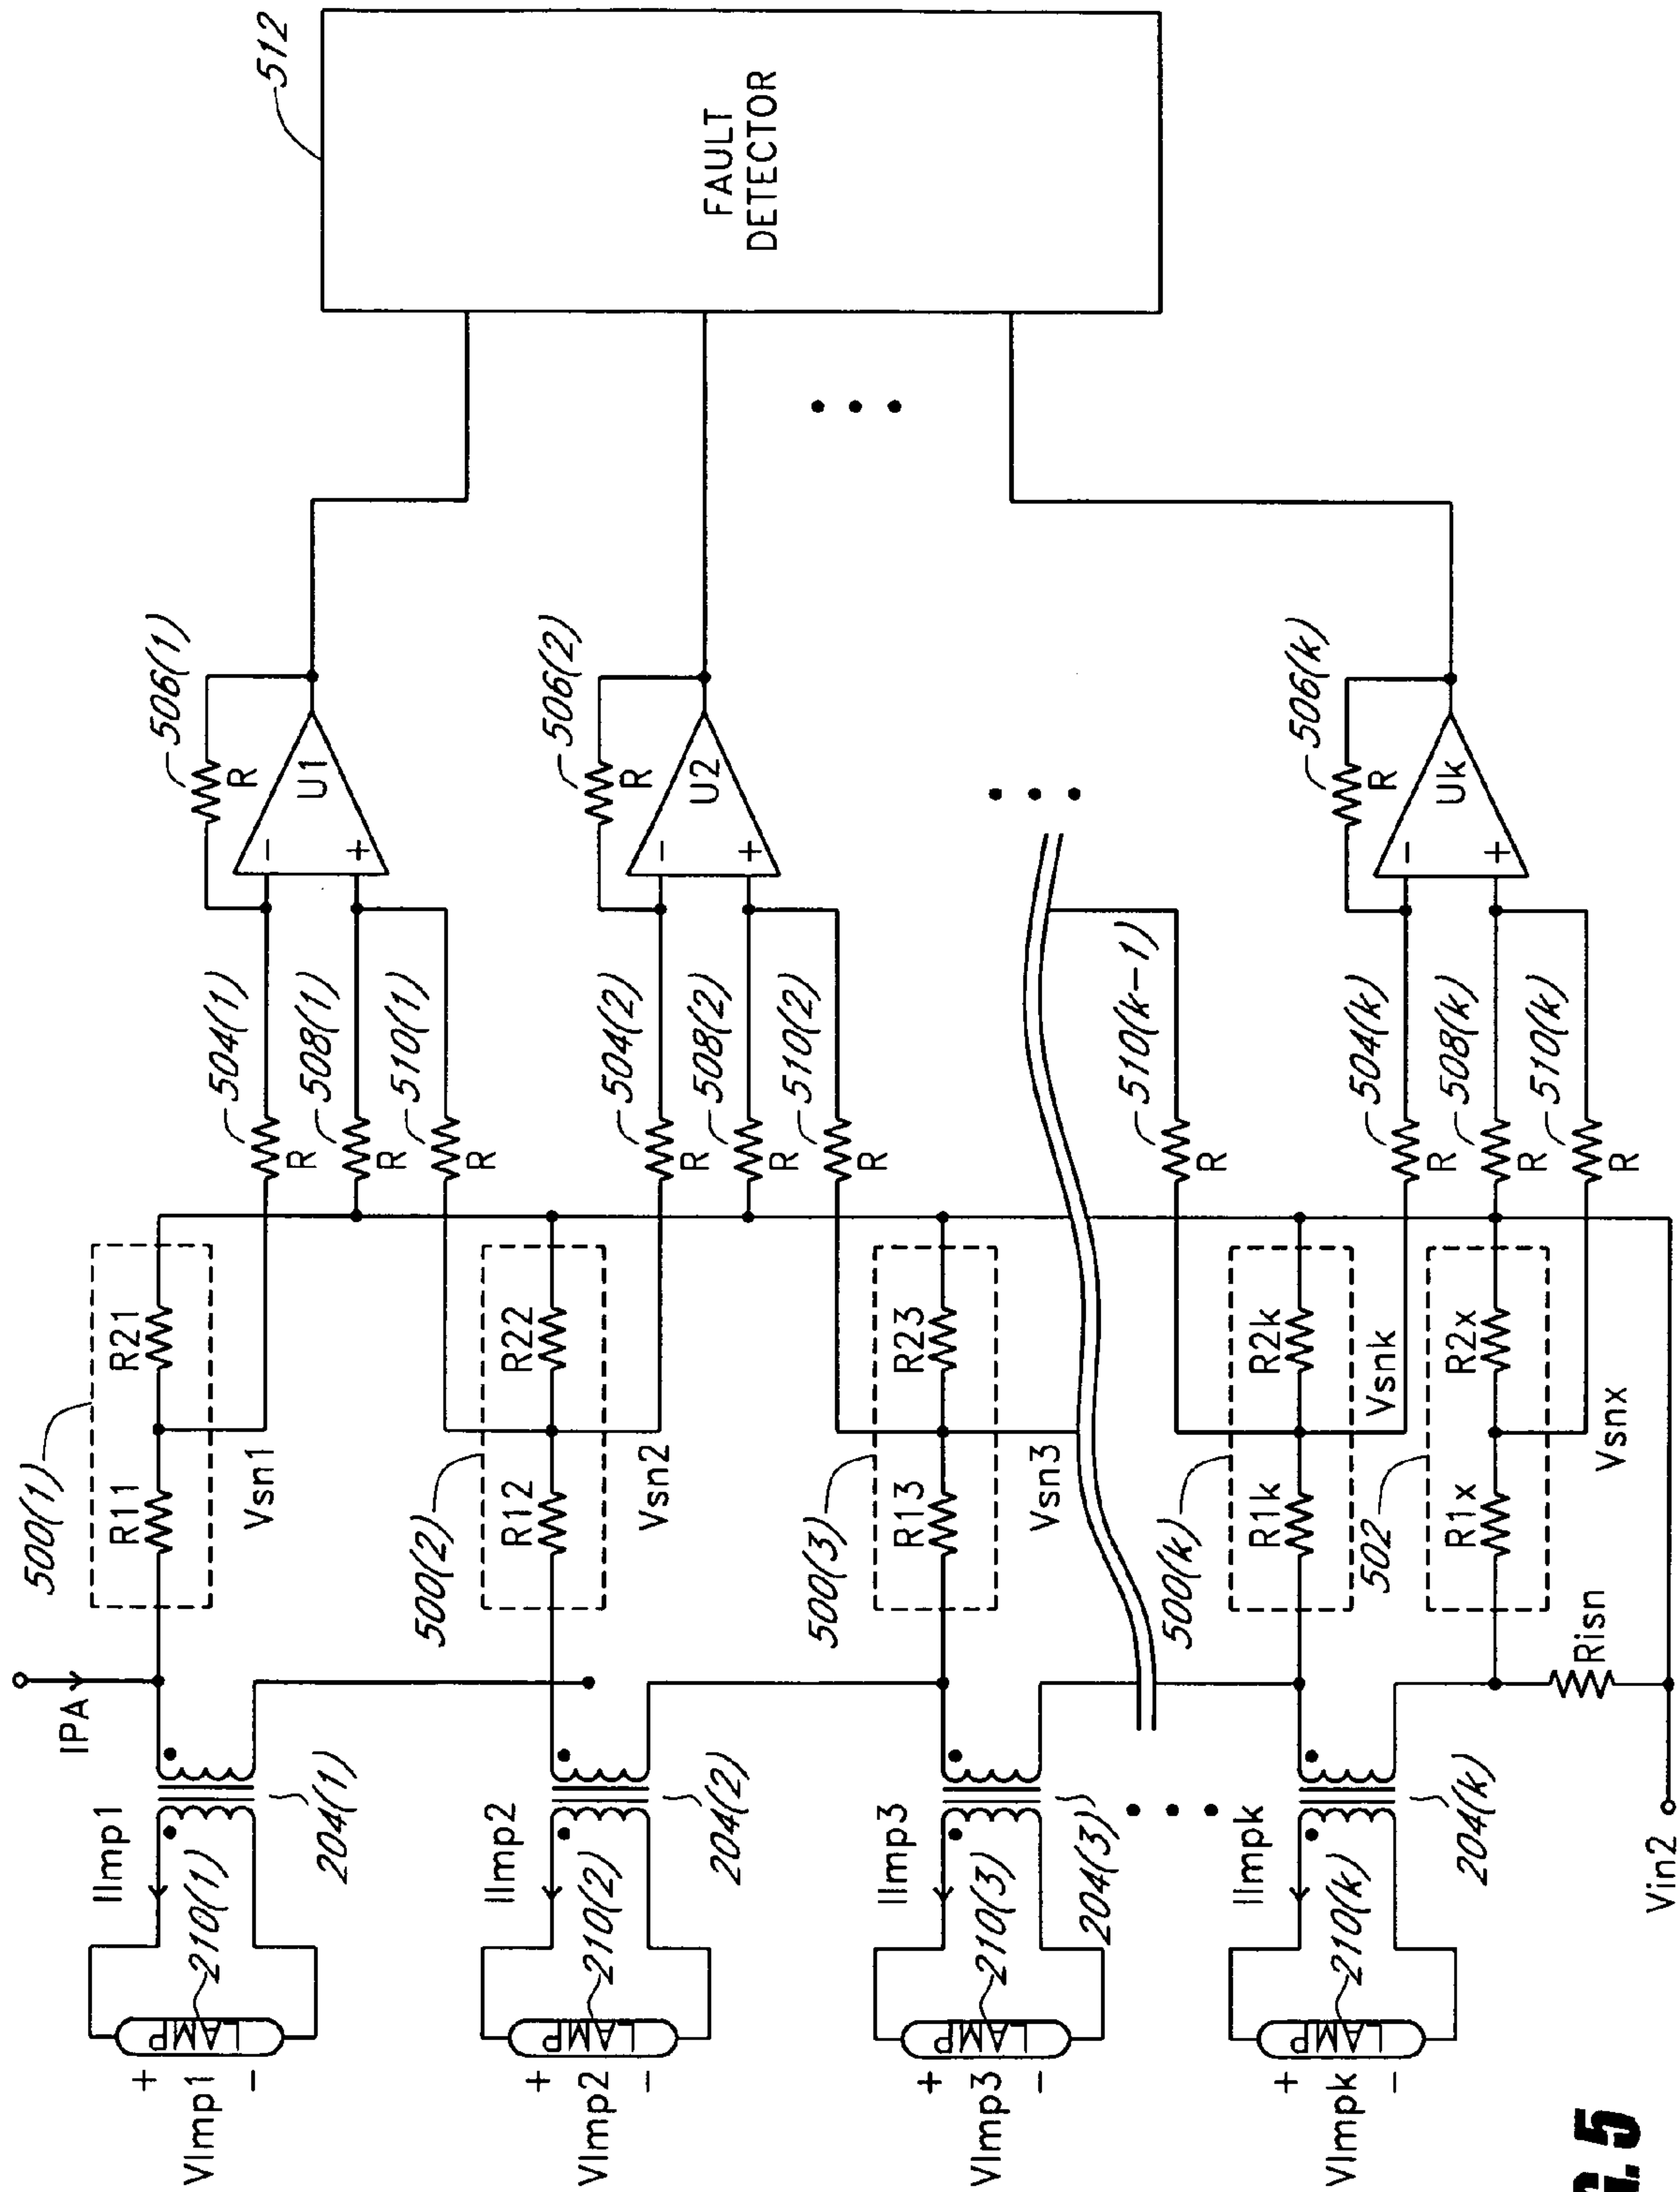 512
FAULT
DETECTOR
506(1)
R
U1
-
+
504(1)
R
508(1)
R
510(1)
R
500(1)
R11
R21
Vsn1
IPA
Ilmp1
204(1)
210(1)
LAMP
+
Vlmp1
-
506(2)
R
U2
-
+
504(2)
R
508(2)
R
510(2)
R
500(2)
R12
R22
Vsn2
Ilmp2
204(2)
210(2)
LAMP
+
Vlmp2
-
500(3)
R13
R23
Vsn3
Ilmp3
204(3)
210(3)
LAMP
+
Vlmp3
-
510(k-1)
R
506(k)
R
Uk
-
+
504(k)
R
508(k)
R
510(k)
R
500(k)
R1k
R2k
Vsnk
502
R1x
R2x
Vsnx
Risn
Ilmpk
204(k)
210(k)
LAMP
+
Vlmpk
-
Vin2
5